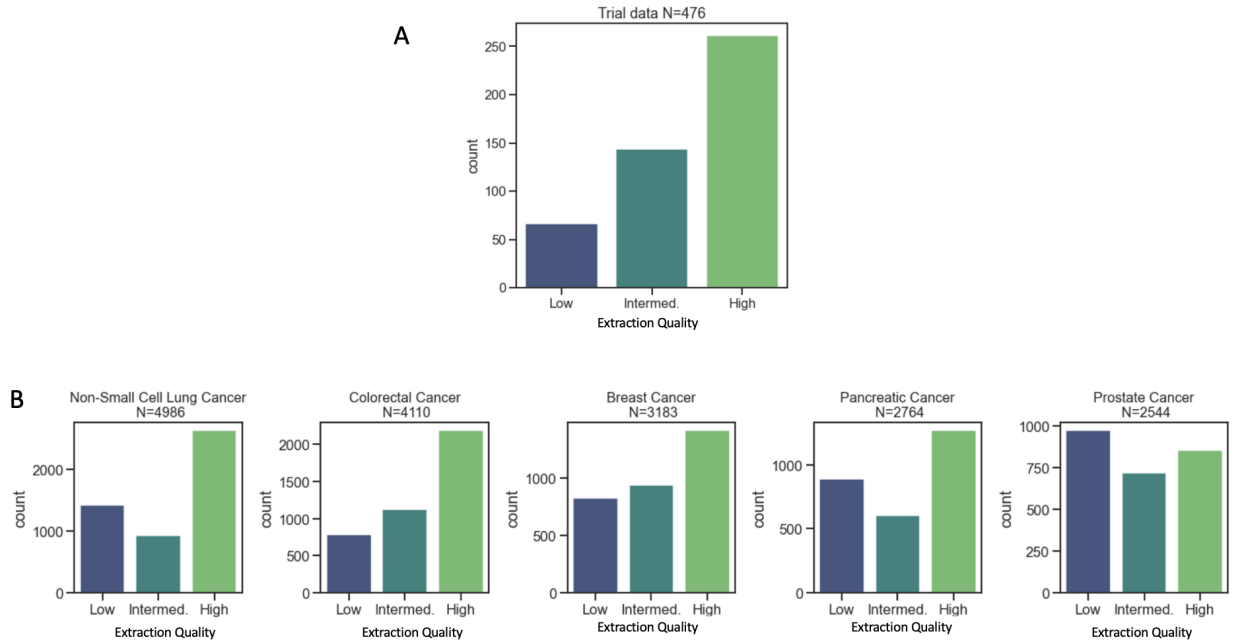 A
Trial data N=476
250
200
150
100
50
0
count
Low Intermed. High
Extraction Quality
B
Non-Small Cell Lung Cancer
N=4986
2000
1000
0
count
Low Intermed. High
Extraction Quality
Colorectal Cancer
N=4110
2000
1500
1000
500
0
count
Low Intermed. High
Extraction Quality
Breast Cancer
N=3183
1000
500
0
count
Low Intermed. High
Extraction Quality
Pancreatic Cancer
N=2764
1000
500
0
count
Low Intermed. High
Extraction Quality
Prostate Cancer
N=2544
1000
750
500
250
0
count
Low Intermed. High
Extraction Quality